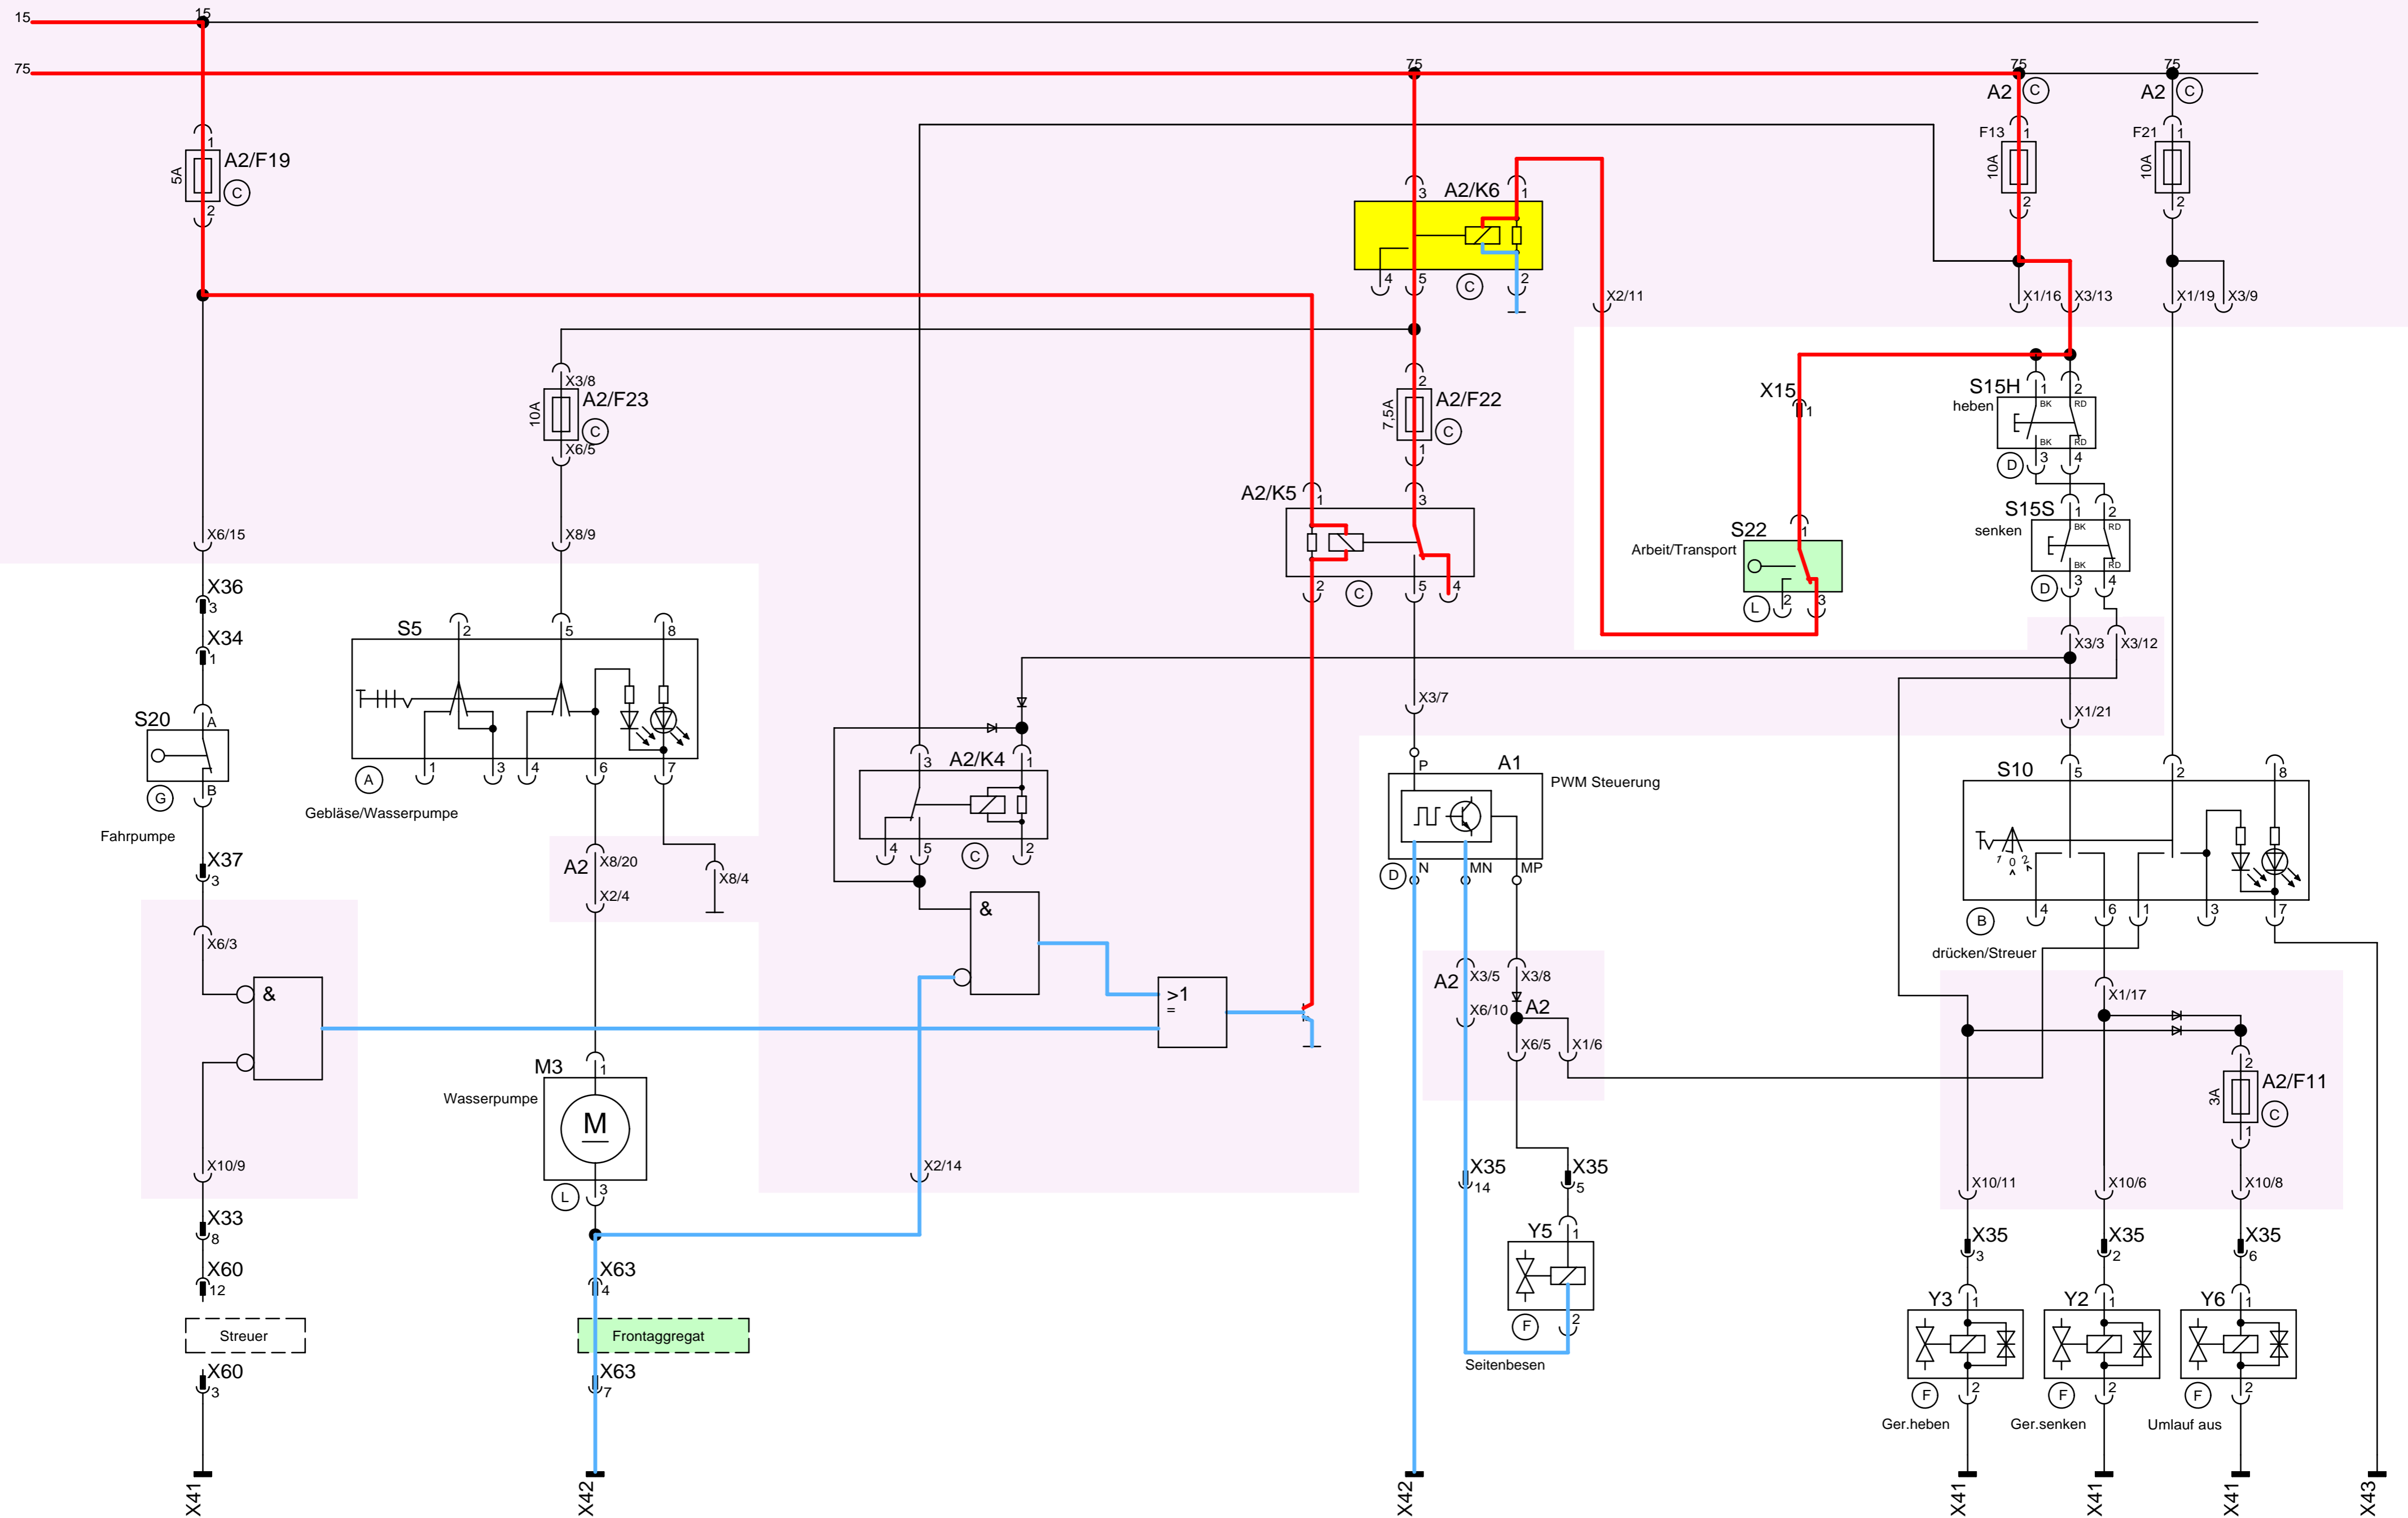 15
15
75
75
75
75
A2 C
A2 C
1
A2/F19
5A
C
2
F13 1
10A
2
F21 1
10A
2
3
A2/K6
1
4
5
C
2
X2/11
X1/16
X3/13
X1/19
X3/9
X3/8
A2/F23
10A
C
X6/5
2
A2/F22
7,5A
C
1
X15
1
S15H
heben
1
2
BK
RD
BK
RD
D
3
4
A2/K5
1
3
2
C
5
4
S22
1
Arbeit/Transport
L
2
3
S15S
senken
1
2
BK
RD
BK
RD
D
3
4
X6/15
X8/9
X36
3
X34
1
X3/3
X3/12
S5
2
5
8
A
1
3
4
6
7
Gebläse/Wasserpumpe
S20
A
G
B
Fahrpumpe
X3/7
X1/21
A2/K4
3
1
4
5
C
2
A1
P
PWM Steuerung
D
N
MN
MP
S10
5
2
8
1
0
2
B
4
6
1
3
7
drücken/Streuer
X37
3
A2
X8/20
X2/4
X8/4
X6/3
&
&
>1
=
A2
X3/5
X3/8
X6/10
A2
X6/5
X1/6
X1/17
2
A2/F11
3A
C
1
M3
1
Wasserpumpe
M
L
3
X10/9
X2/14
X35
14
X35
5
X10/11
X10/6
X10/8
X33
8
X60
12
X63
4
Y5
1
F
2
Seitenbesen
X35
3
X35
2
X35
6
Streuer
Frontaggregat
X60
3
X63
7
Y3
1
F
2
Ger.heben
Y2
1
F
2
Ger.senken
Y6
1
F
2
Umlauf aus
X41
X42
X42
X41
X41
X41
X43